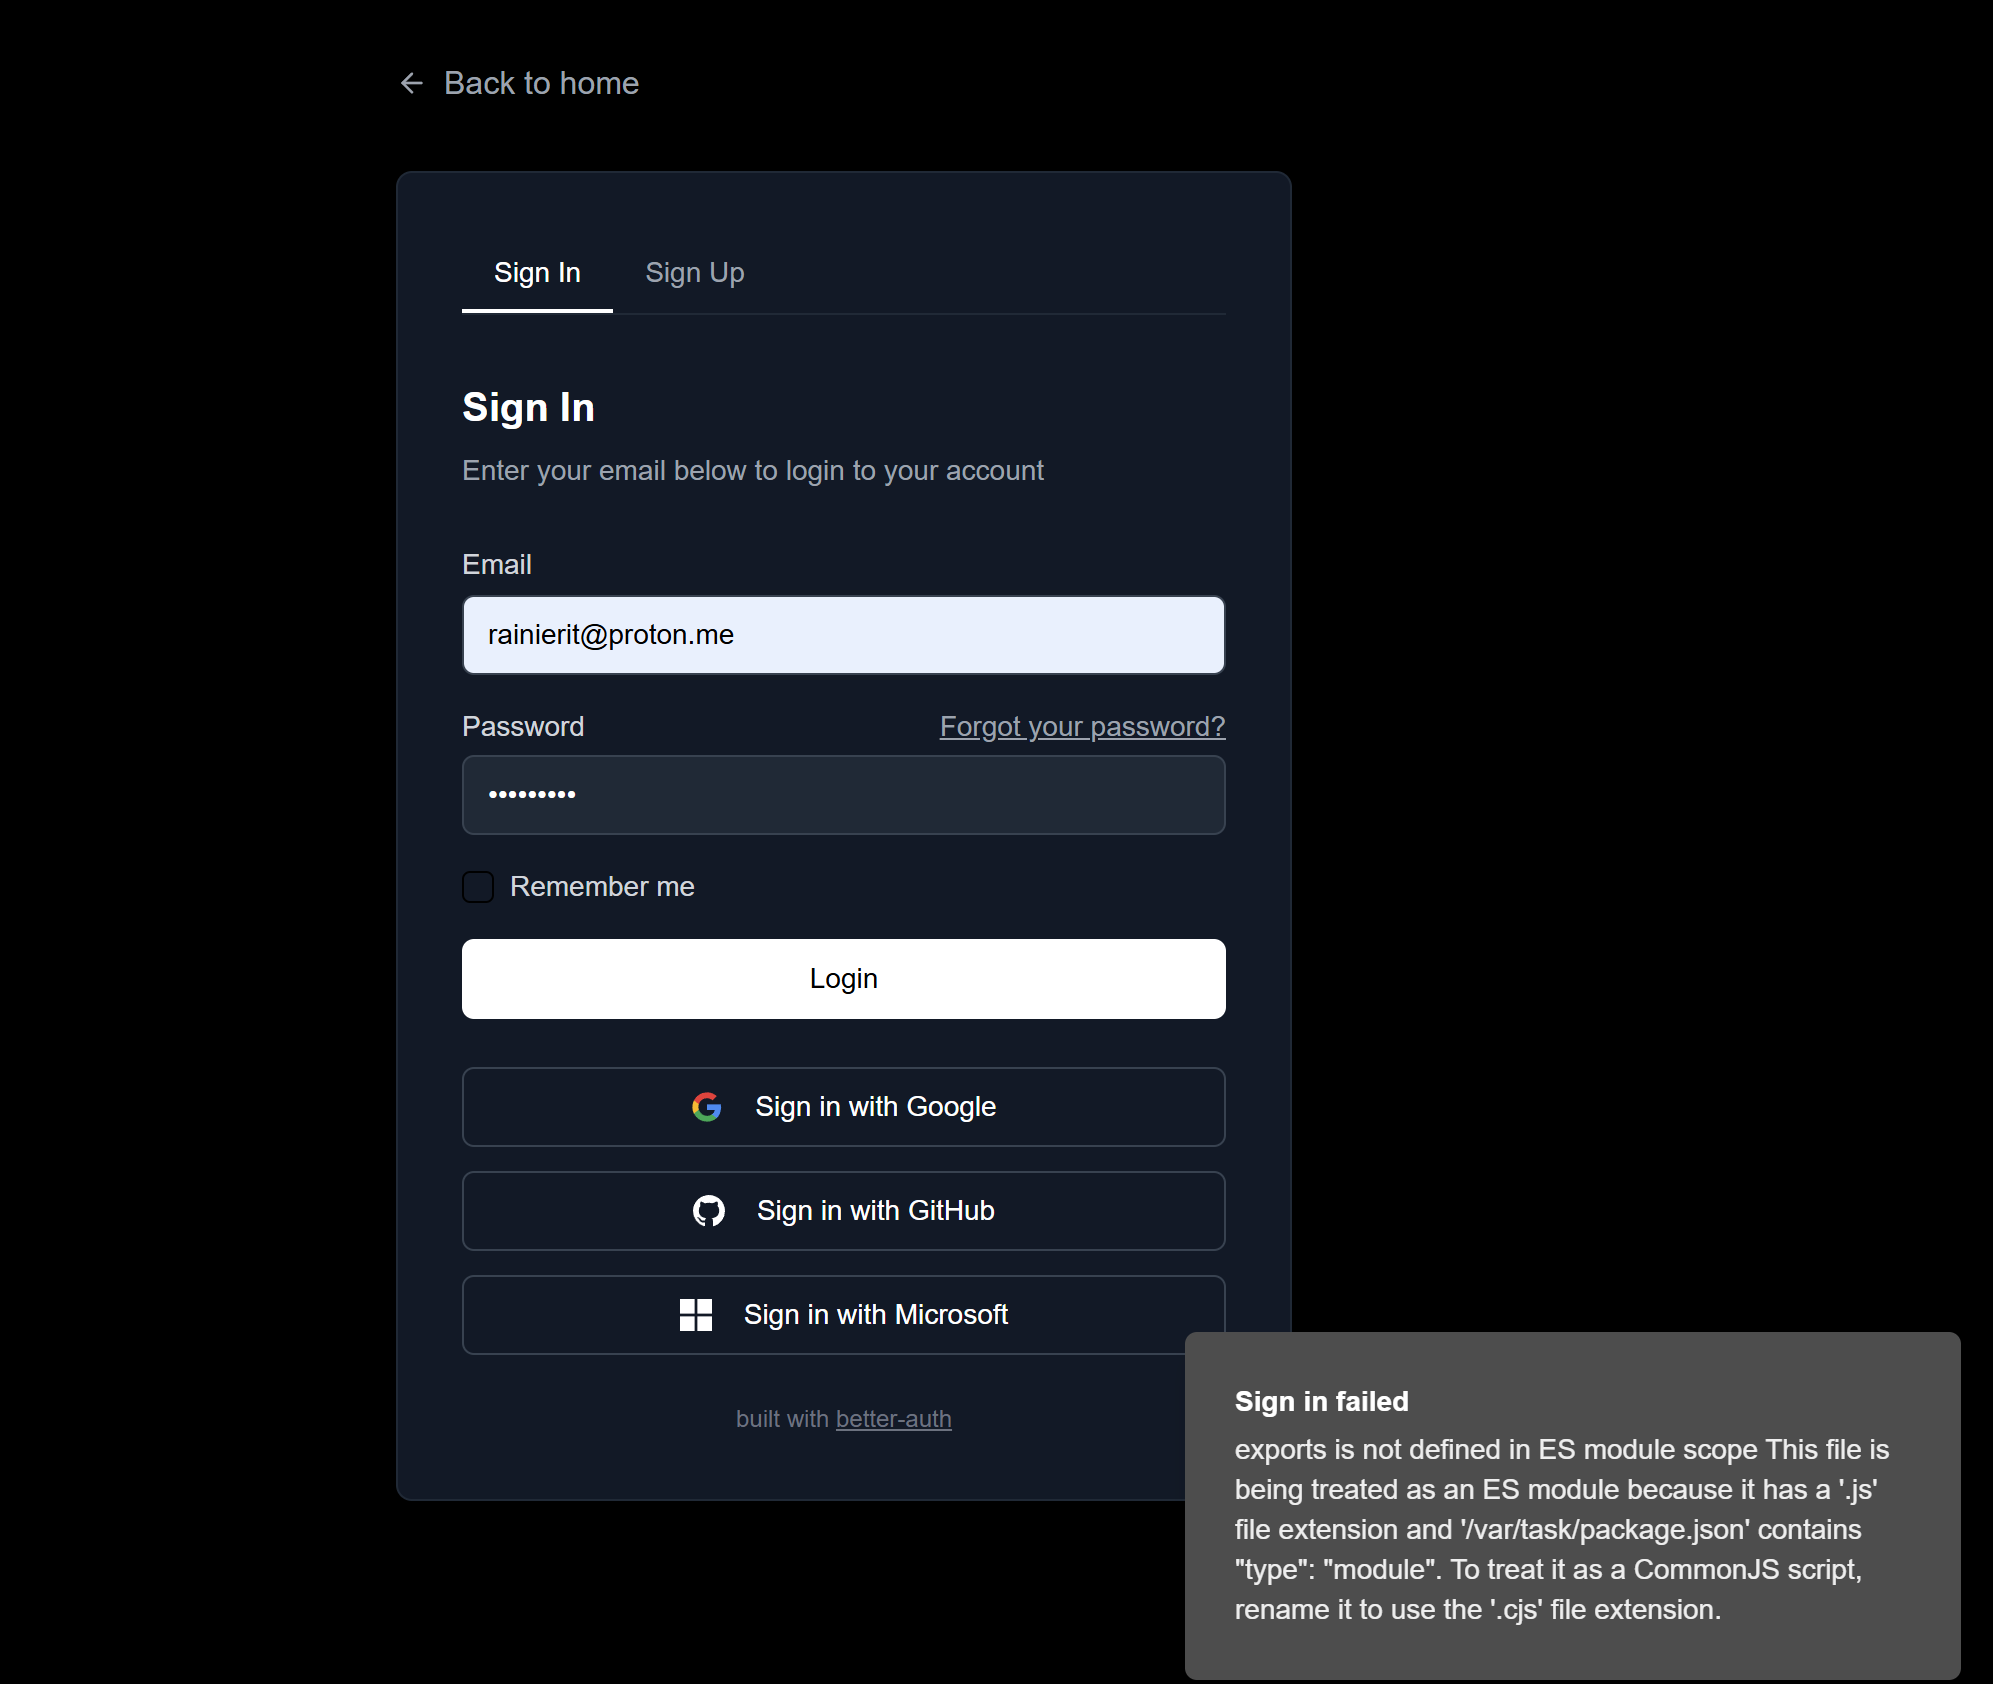 Back to home
Sign In
Sign Up
Sign In
Enter your email below to login to your account
Email
rainierit@proton.me
Password
Forgot your password?
•••••••••
Remember me
Login
Sign in with Google
Sign in with GitHub
Sign in with Microsoft
built with better-auth
Sign in failed
exports is not defined in ES module scope This file is
being treated as an ES module because it has a '.js'
file extension and '/var/task/package.json' contains
"type": "module". To treat it as a CommonJS script,
rename it to use the '.cjs' file extension.